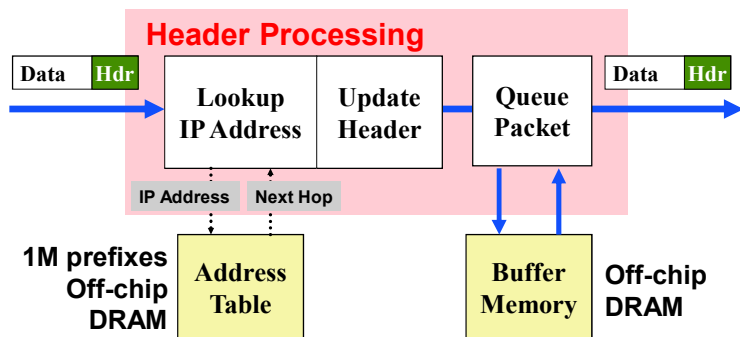 Header Processing
Data Hdr
Lookup
IP Address
Update
Header
Queue
Packet
Data Hdr
IP Address
Next Hop
1M prefixes
Off-chip
DRAM
Address
Table
Buffer
Memory
Off-chip
DRAM